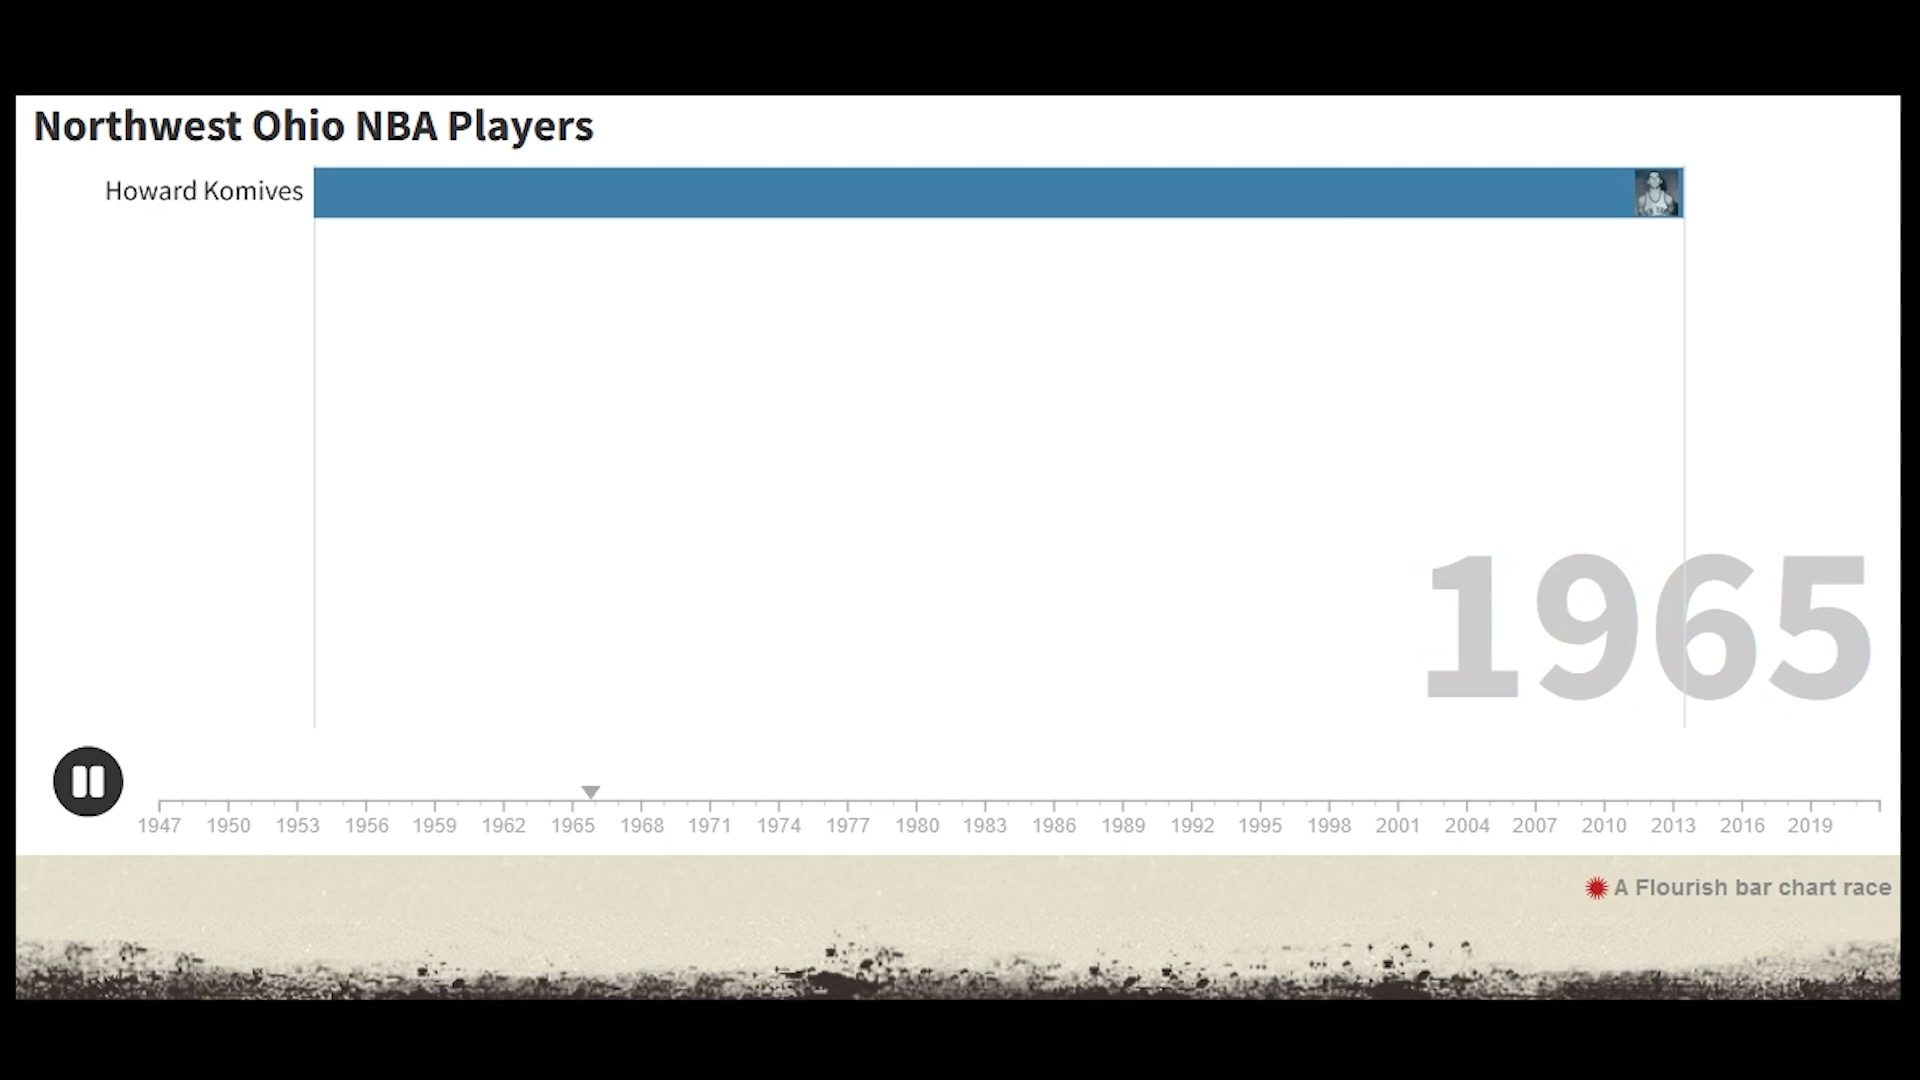 Northwest Ohio NBA Players
Howard Komives
1965
1947 1950 1953 1956 1959 1962 1965 1968 1971 1974 1977 1980 1983 1986 1989 1992 1995 1998 2001 2004 2007 2010 2013 2016 2019
A Flourish bar chart race